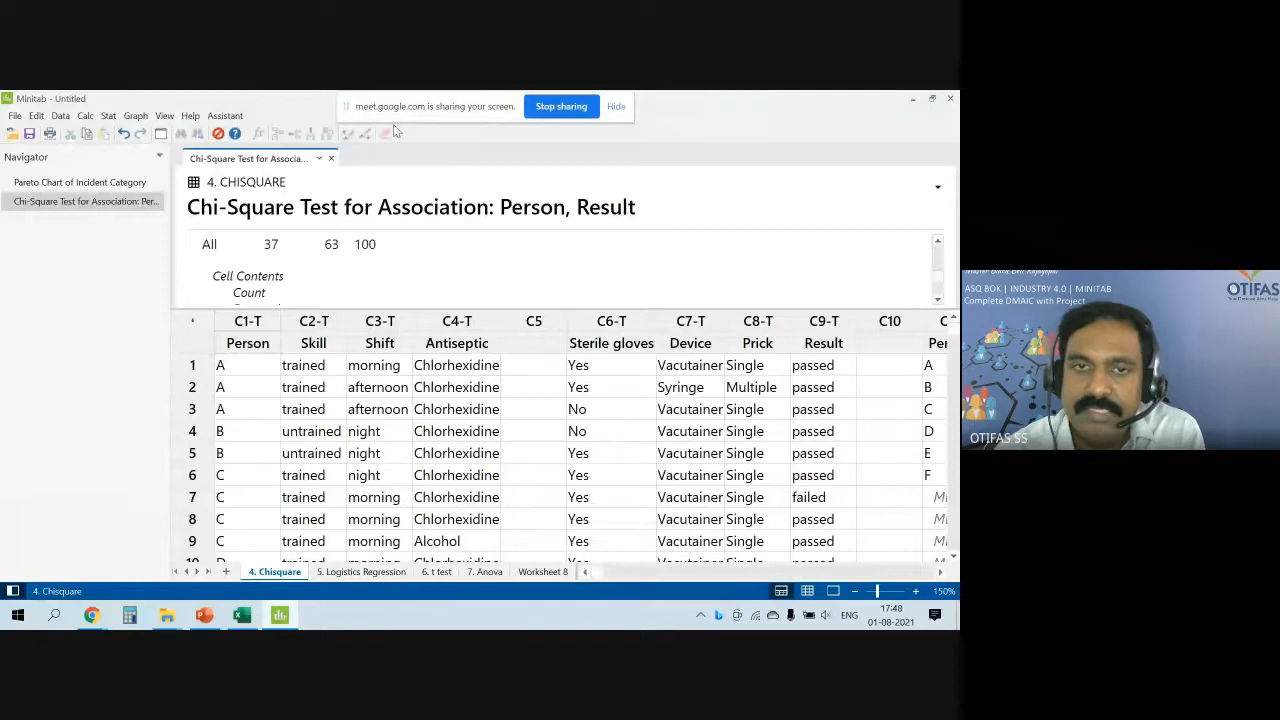 Minitab - Untitled
meet.google.com is sharing your screen. Stop sharing Hide
File Edit Data Calc Stat Graph View Help Assistant
Navigator
Pareto Chart of Incident Category
Chi-Square Test for Association: Per...
Chi-Square Test for Associa...
4. CHISQUARE
Chi-Square Test for Association: Person, Result
All 37 63 100
Cell Contents
Count
C1-T C2-T C3-T C4-T C5 C6-T C7-T C8-T C9-T C10
Person Skill Shift Antiseptic Sterile gloves Device Prick Result Per
1 A trained morning Chlorhexidine Yes Vacutainer Single passed A
2 A trained afternoon Chlorhexidine Yes Syringe Multiple passed B
3 A trained afternoon Chlorhexidine No Vacutainer Single passed C
4 B untrained night Chlorhexidine No Vacutainer Single passed D
5 B untrained night Chlorhexidine Yes Vacutainer Single passed E
6 C trained night Chlorhexidine Yes Vacutainer Single passed F
7 C trained morning Chlorhexidine Yes Vacutainer Single failed
8 C trained morning Chlorhexidine Yes Vacutainer Single passed
9 C trained morning Alcohol Yes Vacutainer Single passed
4. Chisquare 5. Logistics Regression 6. t test 7. Anova Worksheet 8
4. Chisquare
150%
ENG
17:48
01-08-2021
ASQ BOK | INDUSTRY 4.0 | MINITAB
Complete DMAIC with Project
OTIFAS
OTIFAS SS